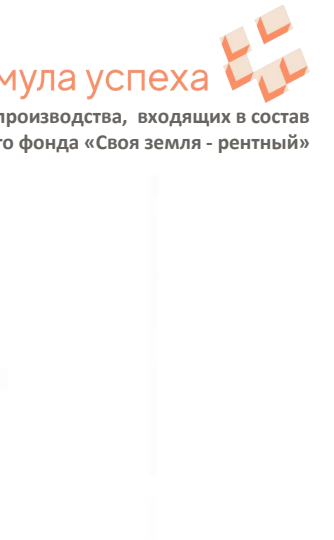 мула успеха
производства, входящих в состав
го фонда «Своя земля - рентный»